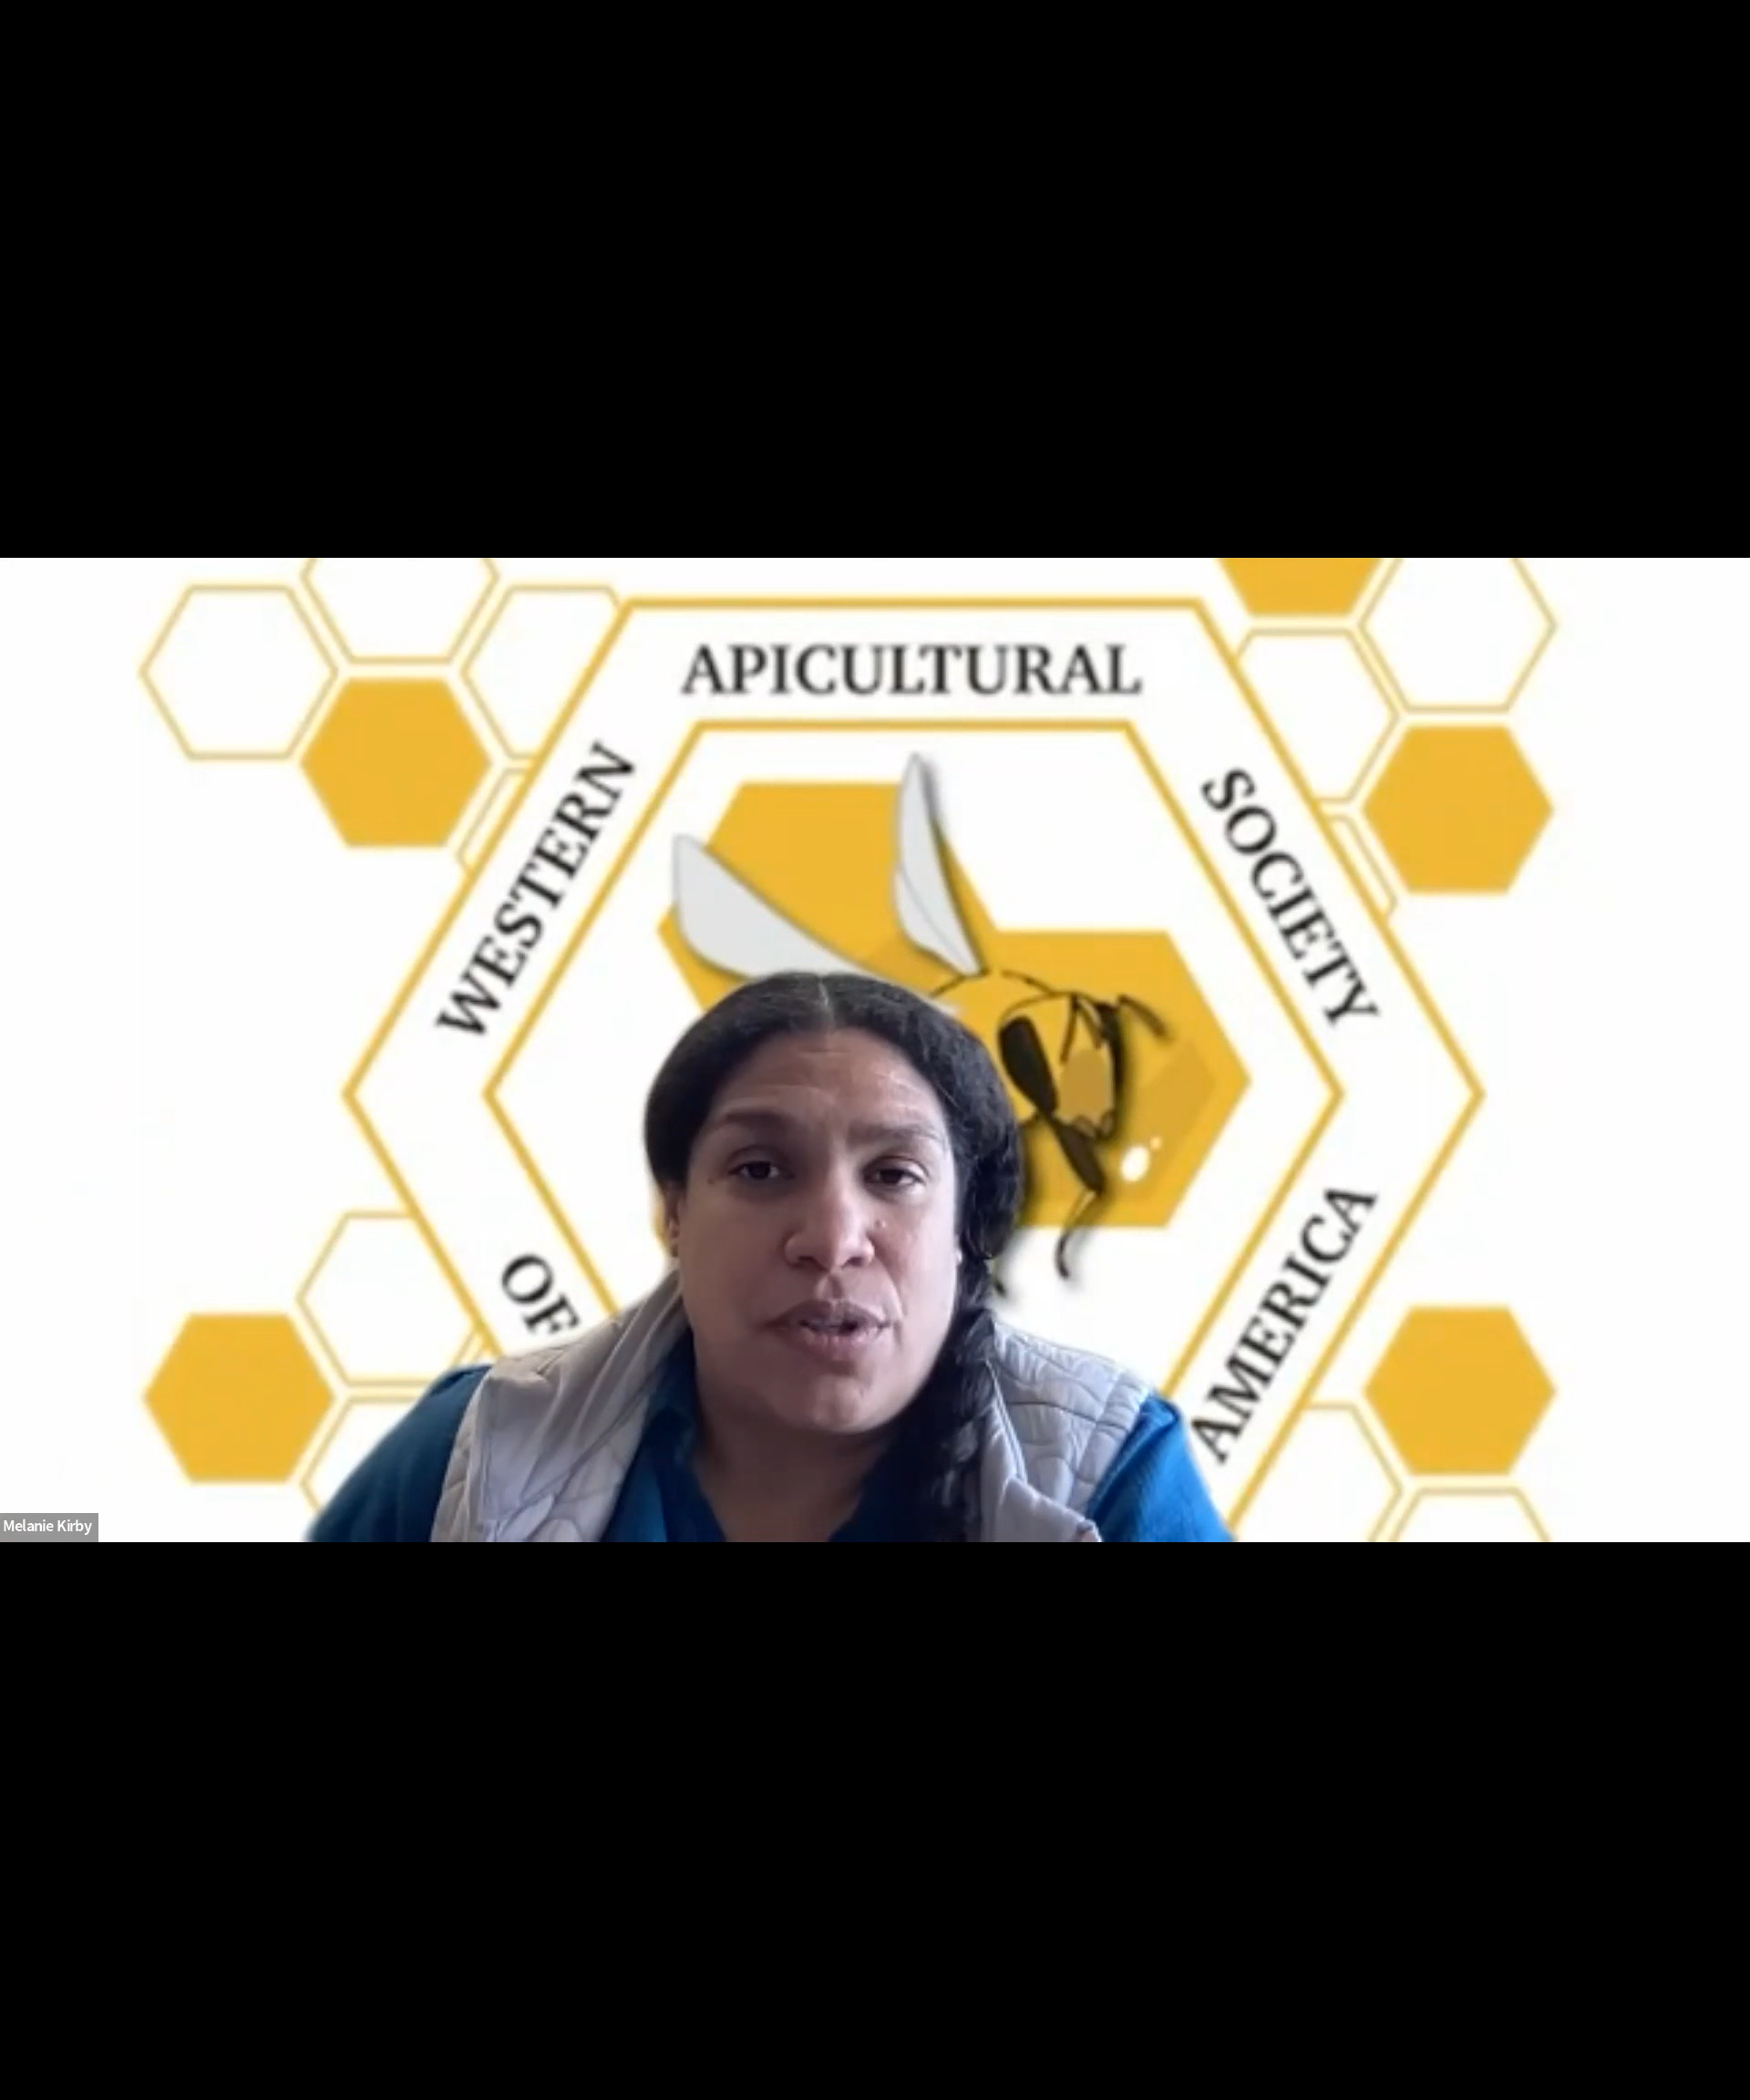 WESTERN
APICULTURAL
SOCIETY
OF
AMERICA
Melanie Kirby